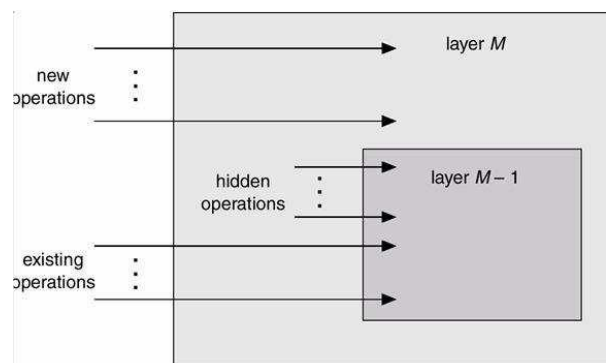 layer M
new
operations
hidden
operations
layer M – 1
existing
operations